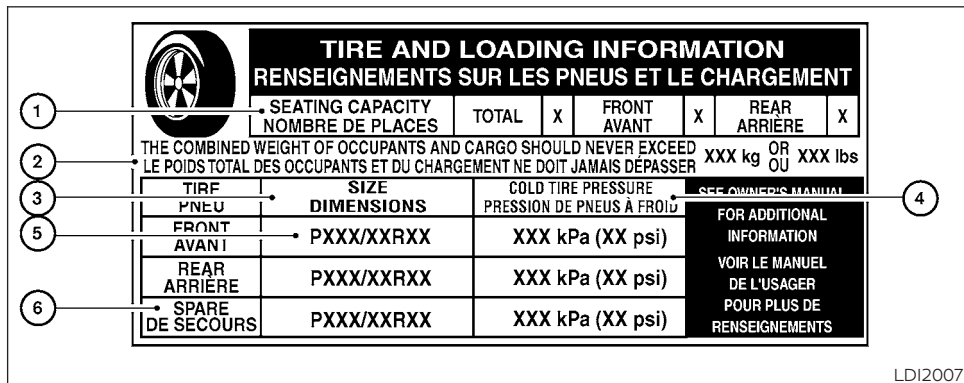 TIRE AND LOADING INFORMATION
RENSEIGNEMENTS SUR LES PNEUS ET LE CHARGEMENT
1 SEATING CAPACITY NOMBRE DE PLACES TOTAL X FRONT AVANT X REAR ARRIÈRE X
2 THE COMBINED WEIGHT OF OCCUPANTS AND CARGO SHOULD NEVER EXCEED
LE POIDS TOTAL DES OCCUPANTS ET DU CHARGEMENT NE DOIT JAMAIS DÉPASSER
XXX kg OR OU XXX lbs
3 TIRE PNEU SIZE DIMENSIONS COLD TIRE PRESSURE PRESSION DE PNEUS À FROID 4
5 FRONT AVANT PXXX/XXRXX XXX kPa (XX psi)
REAR ARRIÈRE PXXX/XXRXX XXX kPa (XX psi)
6 SPARE DE SECOURS PXXX/XXRXX XXX kPa (XX psi)
SEE OWNER'S MANUAL
FOR ADDITIONAL
INFORMATION
VOIR LE MANUEL
DE L'USAGER
POUR PLUS DE
RENSEIGNEMENTS
LDI2007